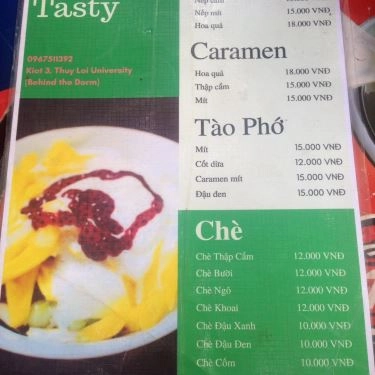 Tasty
0967511392
Kiot 3, Thuy Loi University
(Behind the Dorm)
Nếp mít 15.000 VNĐ
Hoa quả 18.000 VNĐ
Caramen
Hoa quả 18.000 VNĐ
Thập cẩm 15.000 VNĐ
Mít 15.000 VNĐ
Tào Phớ
Mít 15.000 VNĐ
Cốt dừa 12.000 VNĐ
Caramen mít 15.000 VNĐ
Đậu đen 15.000 VNĐ
Chè
Chè Thập Cẩm 12.000 VNĐ
Chè Bưởi 12.000 VNĐ
Chè Ngô 12.000 VNĐ
Chè Khoai 12.000 VNĐ
Chè Đậu Xanh 10.000 VNĐ
Chè Đậu Đen 10.000 VNĐ
Chè Cốm 10.000 VNĐ